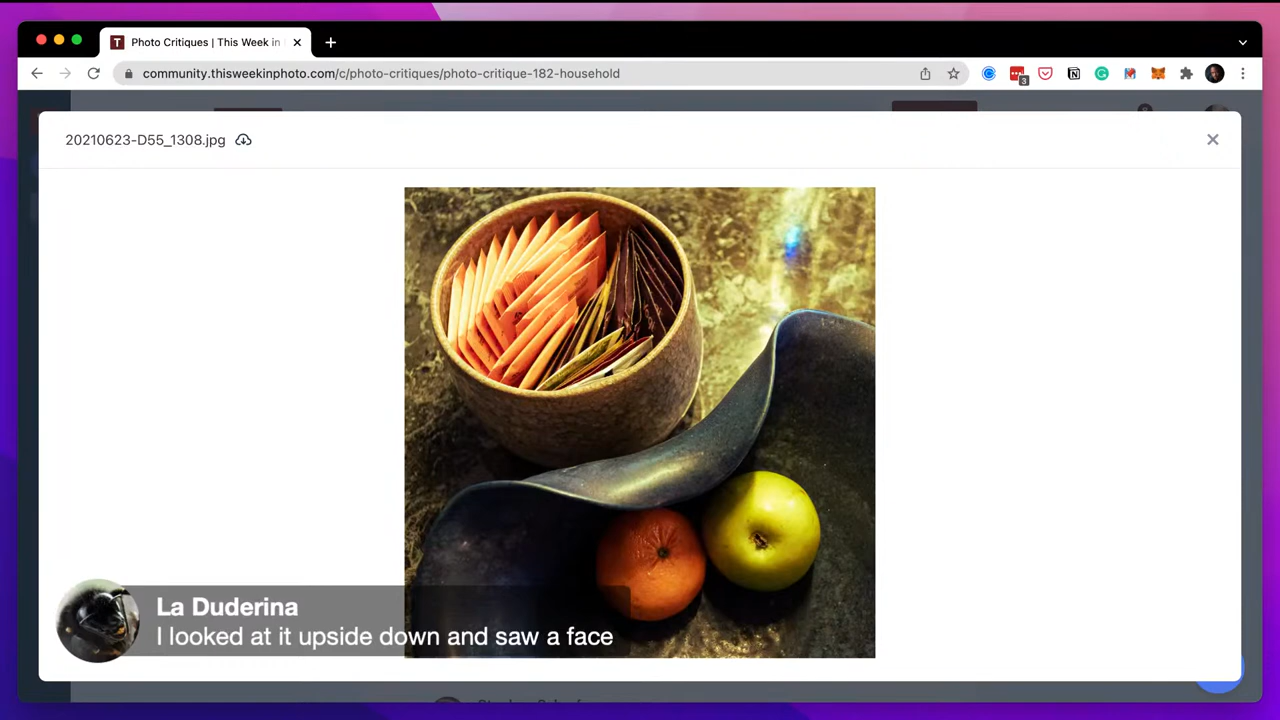 Photo Critiques | This Week in
community.thisweekinphoto.com/c/photo-critiques/photo-critique-182-household
3
20210623-D55_1308.jpg
La Duderina
I looked at it upside down and saw a face